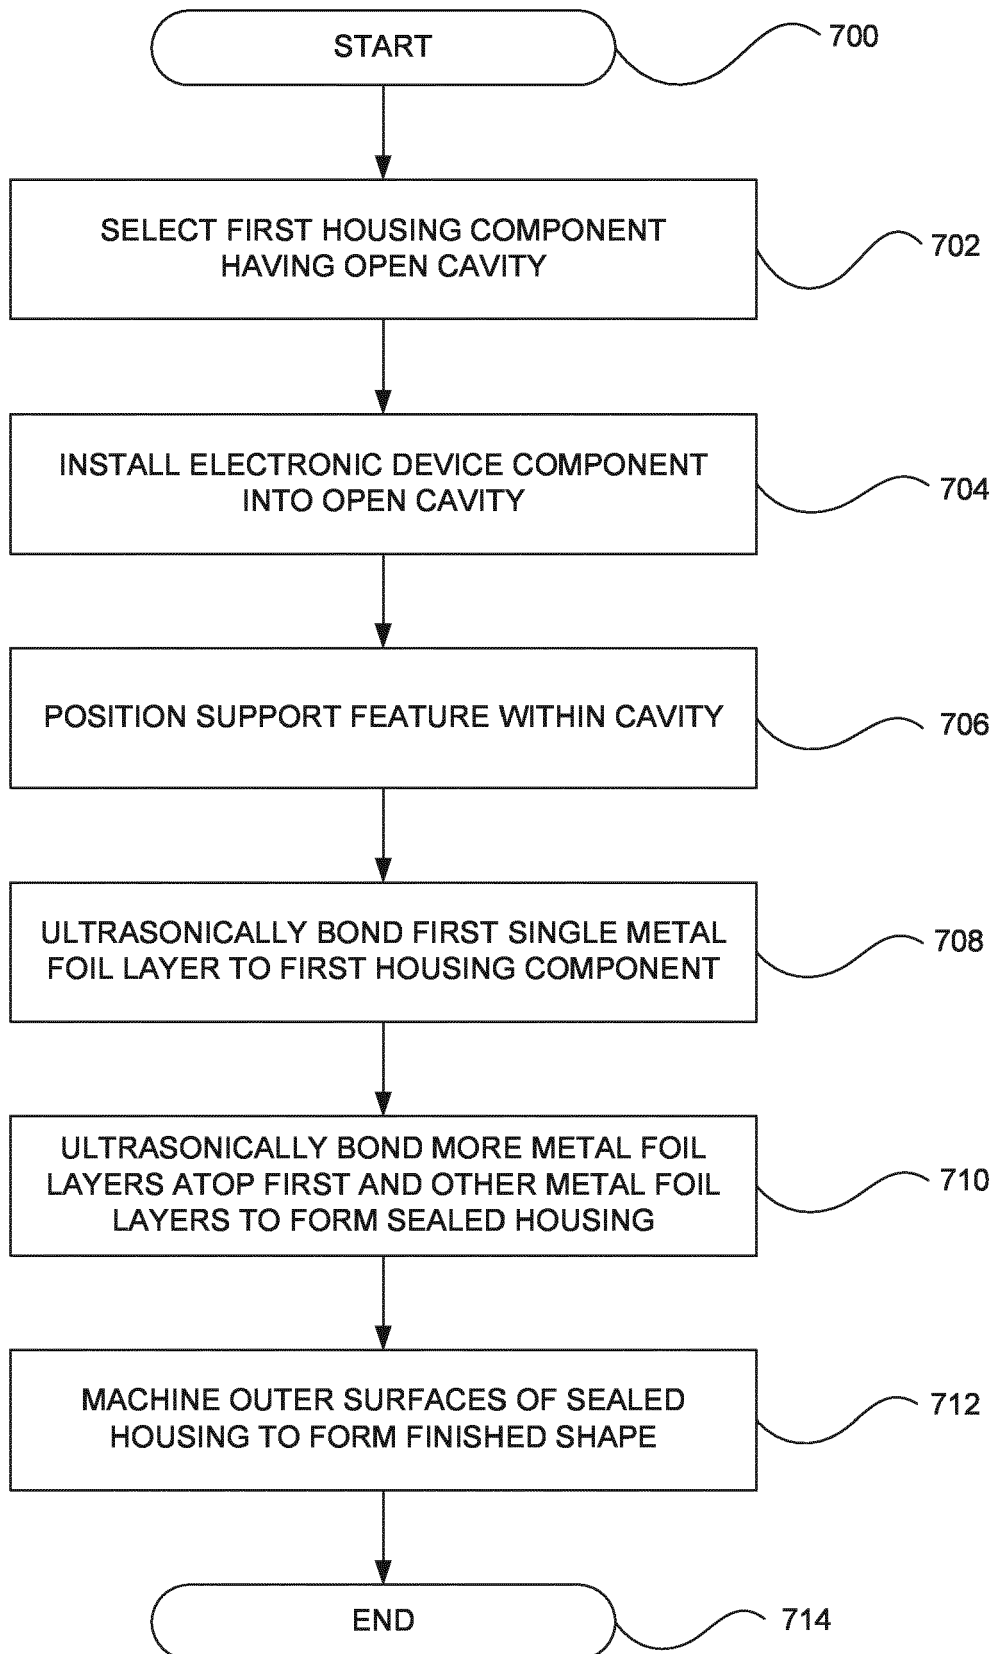 START
700
SELECT FIRST HOUSING COMPONENT
HAVING OPEN CAVITY
702
INSTALL ELECTRONIC DEVICE COMPONENT
INTO OPEN CAVITY
704
POSITION SUPPORT FEATURE WITHIN CAVITY
706
ULTRASONICALLY BOND FIRST SINGLE METAL
FOIL LAYER TO FIRST HOUSING COMPONENT
708
ULTRASONICALLY BOND MORE METAL FOIL
LAYERS ATOP FIRST AND OTHER METAL FOIL
LAYERS TO FORM SEALED HOUSING
710
MACHINE OUTER SURFACES OF SEALED
HOUSING TO FORM FINISHED SHAPE
712
END
714